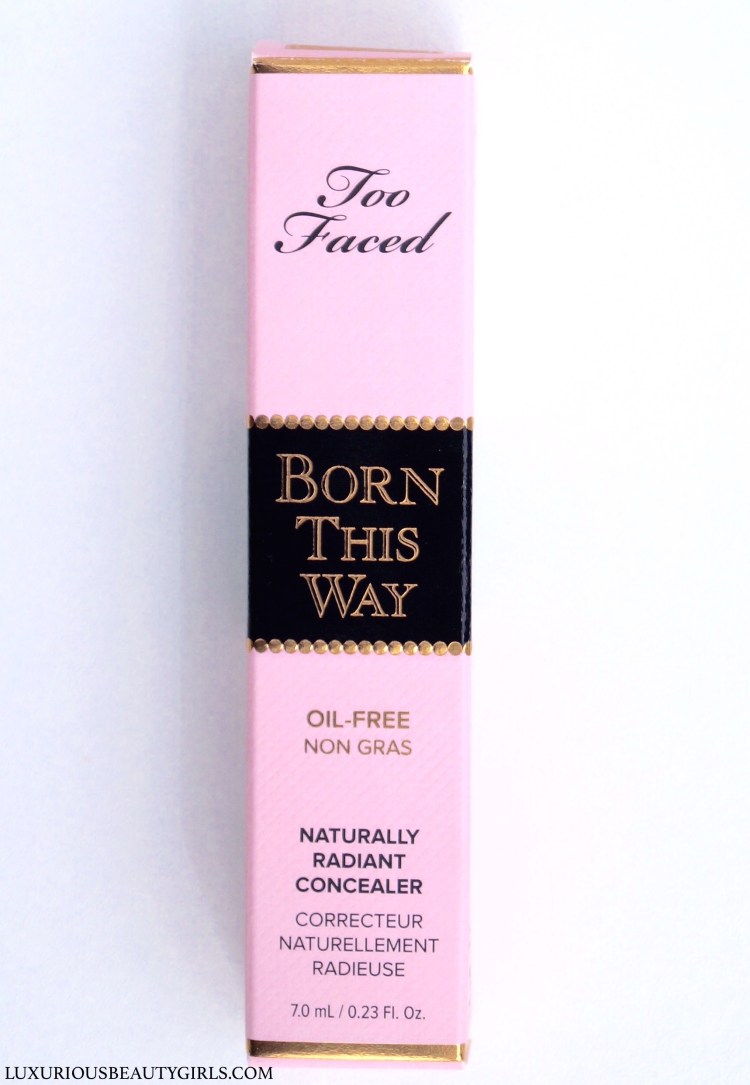 Too
Faced
BORN
THIS
WAY
OIL-FREE
NON GRAS
NATURALLY
RADIANT
CONCEALER
CORRECTEUR
NATURELLEMENT
RADIEUSE
7.0 mL / 0.23 Fl. Oz.
LUXURIOUSBEAUTYGIRLS.COM